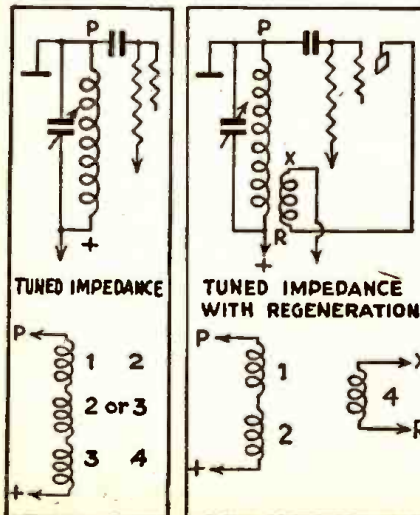 P
+
TUNED IMPEDANCE
P
1 2
2 or 3
3 4
+
P
X
R
+
TUNED IMPEDANCE
WITH REGENERATION
P
1
2
+
X
4
R